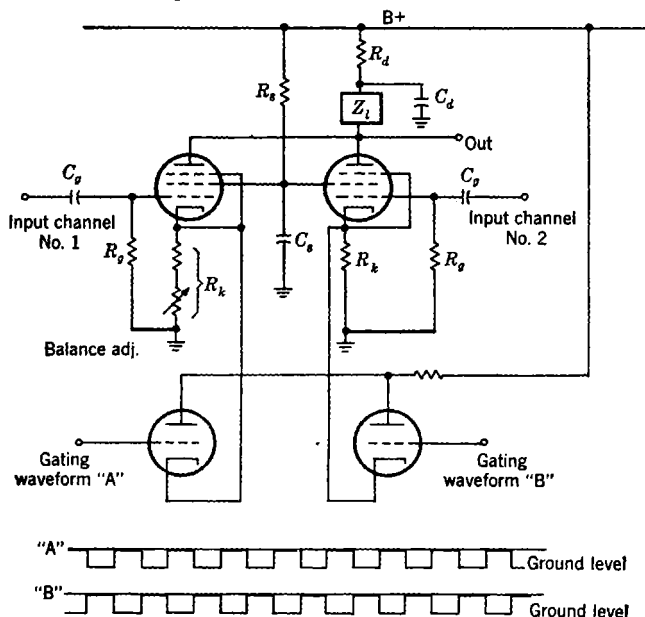 B+
R_d
R_s
C_d
Z_l
Out
C_g
C_g
Input channel
No. 1
Input channel
No. 2
C_s
R_g
R_k
R_k
R_g
Balance adj.
Gating
waveform "A"
Gating
waveform "B"
"A"
Ground level
"B"
Ground level